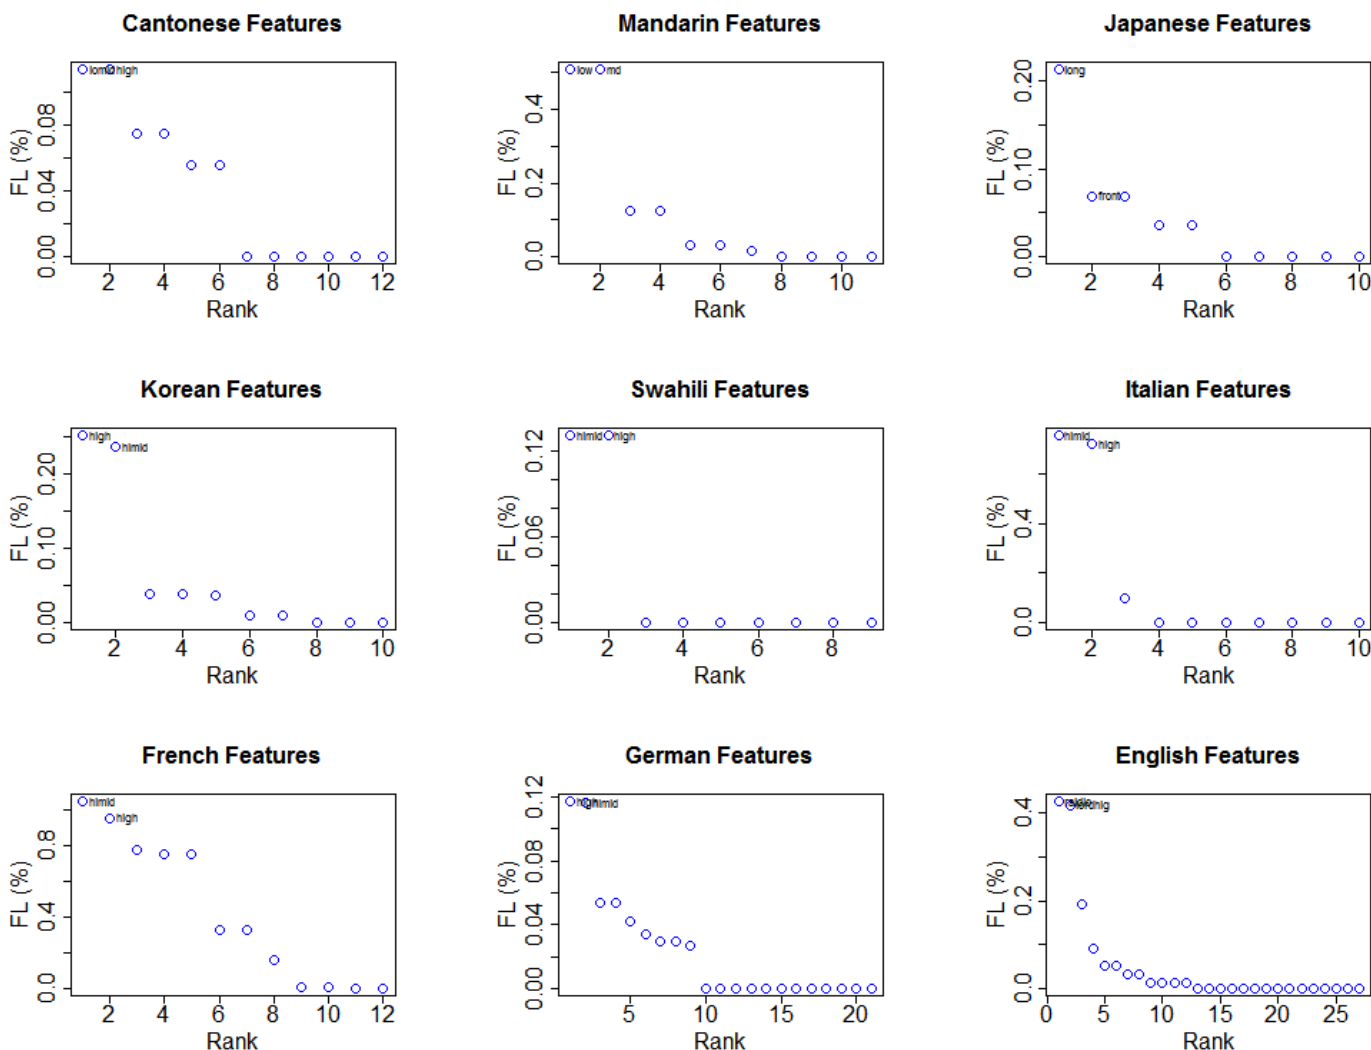 Cantonese Features
FL (%)
0.00 0.04 0.08
lomid high
2 4 6 8 10 12
Rank
Mandarin Features
FL (%)
0.0 0.2 0.4
low md
2 4 6 8 10
Rank
Japanese Features
FL (%)
0.00 0.10 0.20
long
front
2 4 6 8 10
Rank
Korean Features
FL (%)
0.00 0.10 0.20
high
himid
2 4 6 8 10
Rank
Swahili Features
FL (%)
0.00 0.06 0.12
himid high
2 4 6 8
Rank
Italian Features
FL (%)
0.0 0.4
himid
high
2 4 6 8 10
Rank
French Features
FL (%)
0.0 0.4 0.8
himid
high
2 4 6 8 10 12
Rank
German Features
FL (%)
0.00 0.04 0.08 0.12
high himid
5 10 15 20
Rank
English Features
FL (%)
0.0 0.2 0.4
0 5 10 15 20 25
Rank